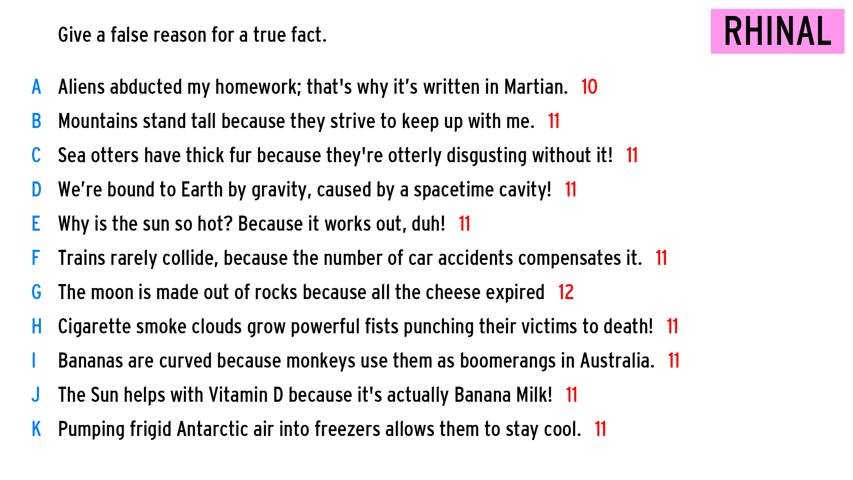 Give a false reason for a true fact.
RHINAL
A Aliens abducted my homework; that's why it’s written in Martian. 10
B Mountains stand tall because they strive to keep up with me. 11
C Sea otters have thick fur because they're otterly disgusting without it! 11
D We’re bound to Earth by gravity, caused by a spacetime cavity! 11
E Why is the sun so hot? Because it works out, duh! 11
F Trains rarely collide, because the number of car accidents compensates it. 11
G The moon is made out of rocks because all the cheese expired 12
H Cigarette smoke clouds grow powerful fists punching their victims to death! 11
I Bananas are curved because monkeys use them as boomerangs in Australia. 11
J The Sun helps with Vitamin D because it's actually Banana Milk! 11
K Pumping frigid Antarctic air into freezers allows them to stay cool. 11